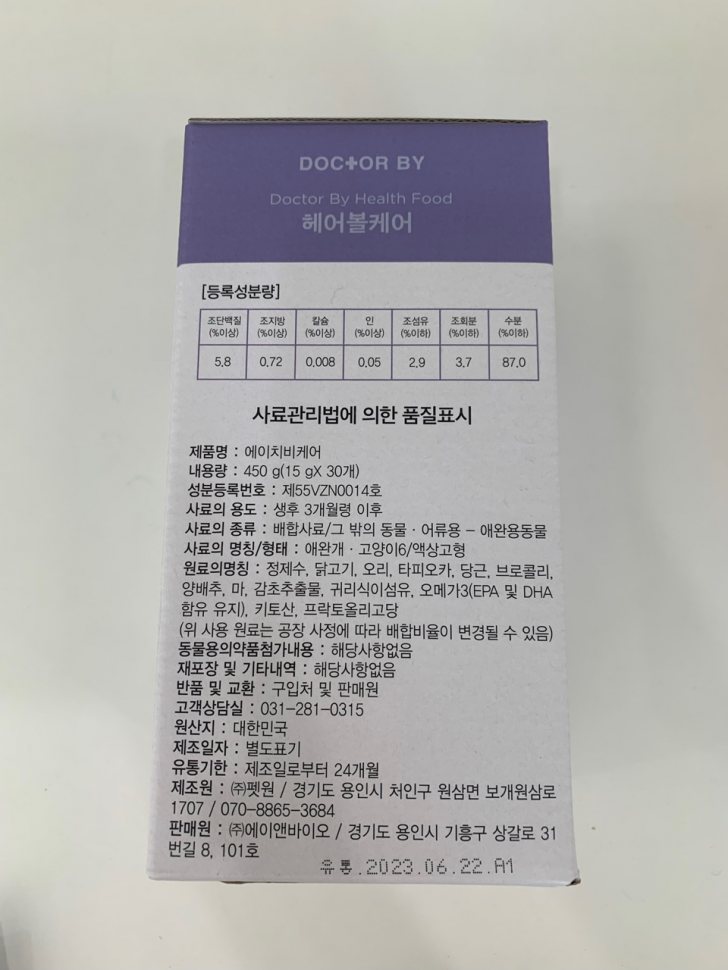 DOCTOR BY
Doctor By Health Food
헤어볼케어
[등록성분량]
조단백질 (%이상) 조지방 (%이상) 칼슘 (%이상) 인 (%이상) 조섬유 (%이하) 조회분 (%이하) 수분 (%이하)
5.8 0.72 0.008 0.05 2.9 3.7 87.0
사료관리법에 의한 품질표시
제품명 : 에이치비케어
내용량 : 450 g(15 gX 30개)
성분등록번호 : 제55VZN0014호
사료의 용도 : 생후 3개월령 이후
사료의 종류 : 배합사료/그 밖의 동물 · 어류용 – 애완용동물
사료의 명칭/형태 : 애완개 · 고양이6/액상고형
원료의명칭 : 정제수, 닭고기, 오리, 타피오카, 당근, 브로콜리,
양배추, 마, 감초추출물, 귀리식이섬유, 오메가3(EPA 및 DHA
함유 유지), 키토산, 프락토올리고당
(위 사용 원료는 공장 사정에 따라 배합비율이 변경될 수 있음)
동물용의약품첨가내용 : 해당사항없음
재포장 및 기타내역 : 해당사항없음
반품 및 교환 : 구입처 및 판매원
고객상담실 : 031-281-0315
원산지 : 대한민국
제조일자 : 별도표기
유통기한 : 제조일로부터 24개월
제조원 : ㈜펫원 / 경기도 용인시 처인구 원삼면 보개원삼로
1707 / 070-8865-3684
판매원 : ㈜에이앤바이오 / 경기도 용인시 기흥구 상갈로 31
번길 8, 101호
유통.2023.06.22.A1